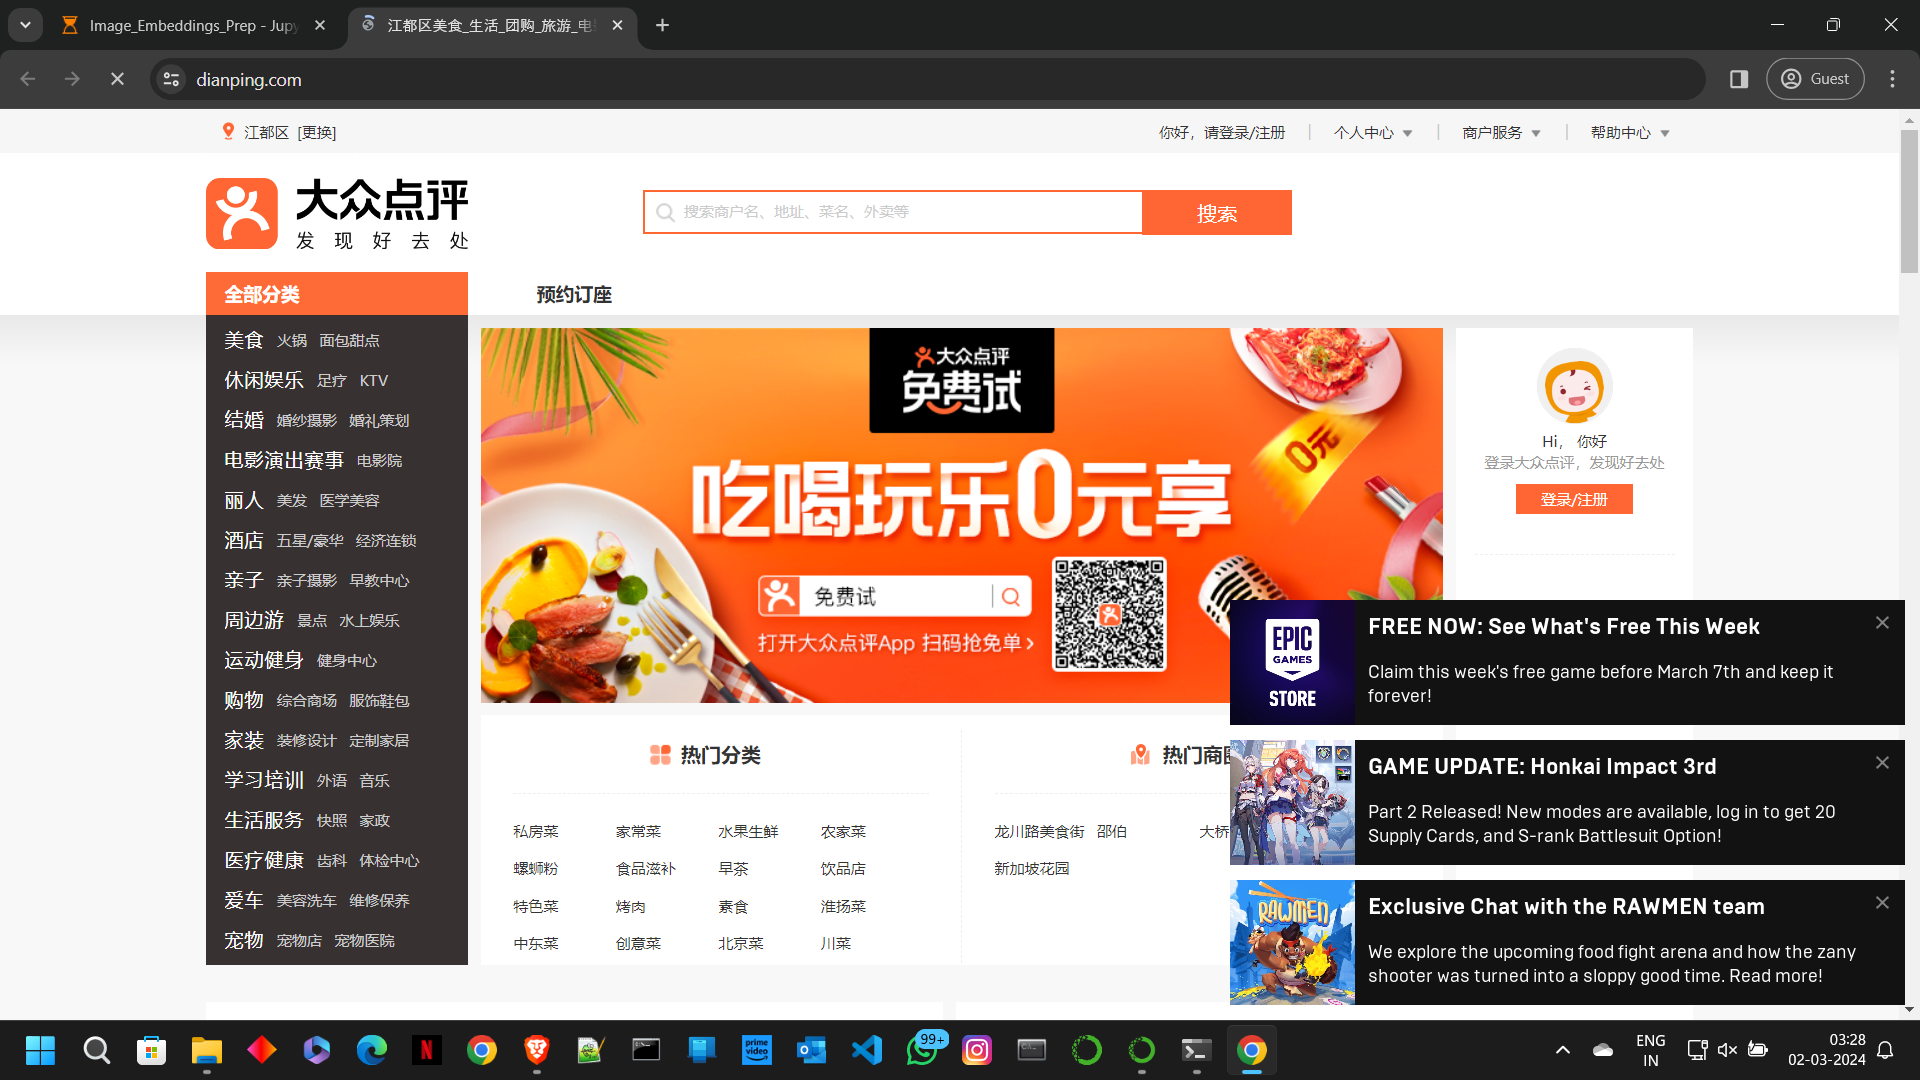 Image_Embeddings_Prep - Jupy
江都区美食_生活_团购_旅游_电
dianping.com
Guest
江都区 [更换]
你好，请登录/注册
个人中心
商户服务
帮助中心
大众点评
发现好去处
搜索商户名、地址、菜名、外卖等
搜索
全部分类
预约订座
美食 火锅 面包甜点
休闲娱乐 足疗 KTV
结婚 婚纱摄影 婚礼策划
电影演出赛事 电影院
丽人 美发 医学美容
酒店 五星/豪华 经济连锁
亲子 亲子摄影 早教中心
周边游 景点 水上娱乐
运动健身 健身中心
购物 综合商场 服饰鞋包
家装 装修设计 定制家居
学习培训 外语 音乐
生活服务 快照 家政
医疗健康 齿科 体检中心
爱车 美容洗车 维修保养
宠物 宠物店 宠物医院
大众点评
免费试
0元
吃喝玩乐0元享
免费试
打开大众点评App 扫码抢免单
Hi， 你好
登录大众点评，发现好去处
登录/注册
热门分类
私房菜 家常菜 水果生鲜 农家菜
螺蛳粉 食品滋补 早茶 饮品店
特色菜 烤肉 素食 淮扬菜
中东菜 创意菜 北京菜 川菜
热门商圈
龙川路美食街 邵伯 大桥
新加坡花园
EPIC
GAMES
STORE
FREE NOW: See What's Free This Week
Claim this week's free game before March 7th and keep it
forever!
GAME UPDATE: Honkai Impact 3rd
Part 2 Released! New modes are available, log in to get 20
Supply Cards, and S-rank Battlesuit Option!
RAWMEN
Exclusive Chat with the RAWMEN team
We explore the upcoming food fight arena and how the zany
shooter was turned into a sloppy good time. Read more!
prime
video
99+
ENG
IN
03:28
02-03-2024